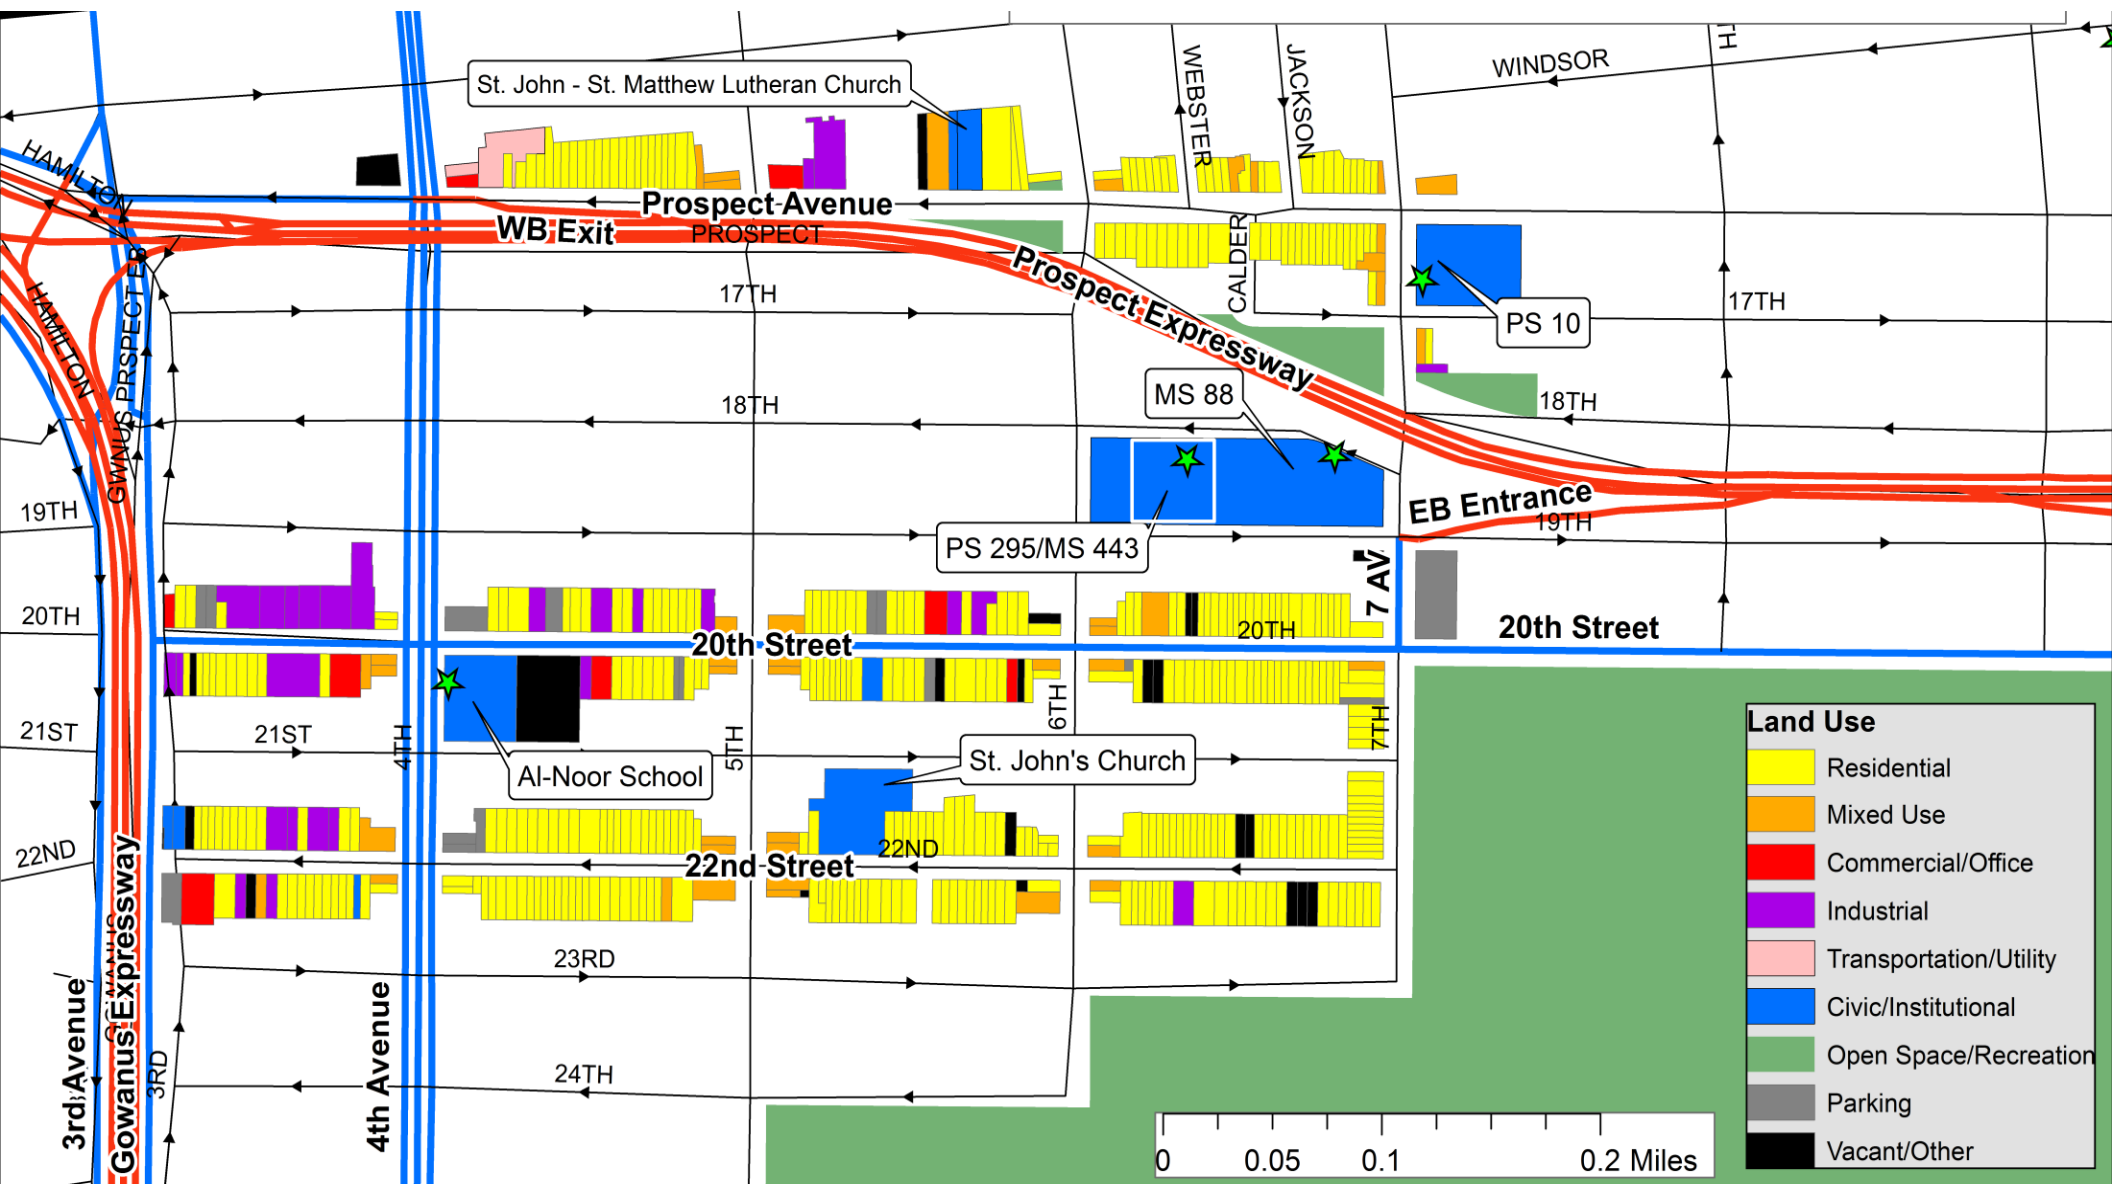 St. John - St. Matthew Lutheran Church
WEBSTER
JACKSON
TH
WINDSOR
HAMILTON
Prospect Avenue
WB Exit
PROSPECT
CALDER
Prospect Expressway
17TH
17TH
PS 10
HAMILTON
GWNUS PRSPECT EB
MS 88
18TH
18TH
19TH
PS 295/MS 443
EB Entrance
19TH
7 AV
20TH
20TH
20th Street
20th Street
21ST
21ST
4TH
5TH
6TH
7TH
Al-Noor School
St. John's Church
22ND
22ND
22nd Street
23RD
24TH
3rd Avenue
GOWANUS
Gowanus Expressway
3RD
4th Avenue
Land Use
Residential
Mixed Use
Commercial/Office
Industrial
Transportation/Utility
Civic/Institutional
Open Space/Recreation
Parking
Vacant/Other
0 0.05 0.1 0.2 Miles